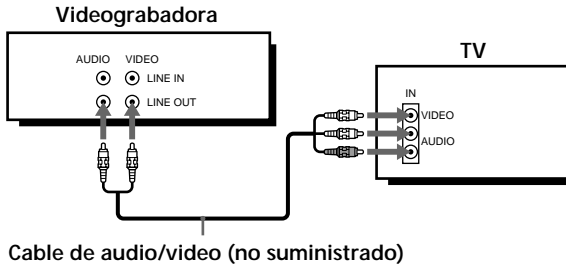 Videograbadora
AUDIO VIDEO
LINE IN
LINE OUT
TV
IN
VIDEO
AUDIO
Cable de audio/video (no suministrado)